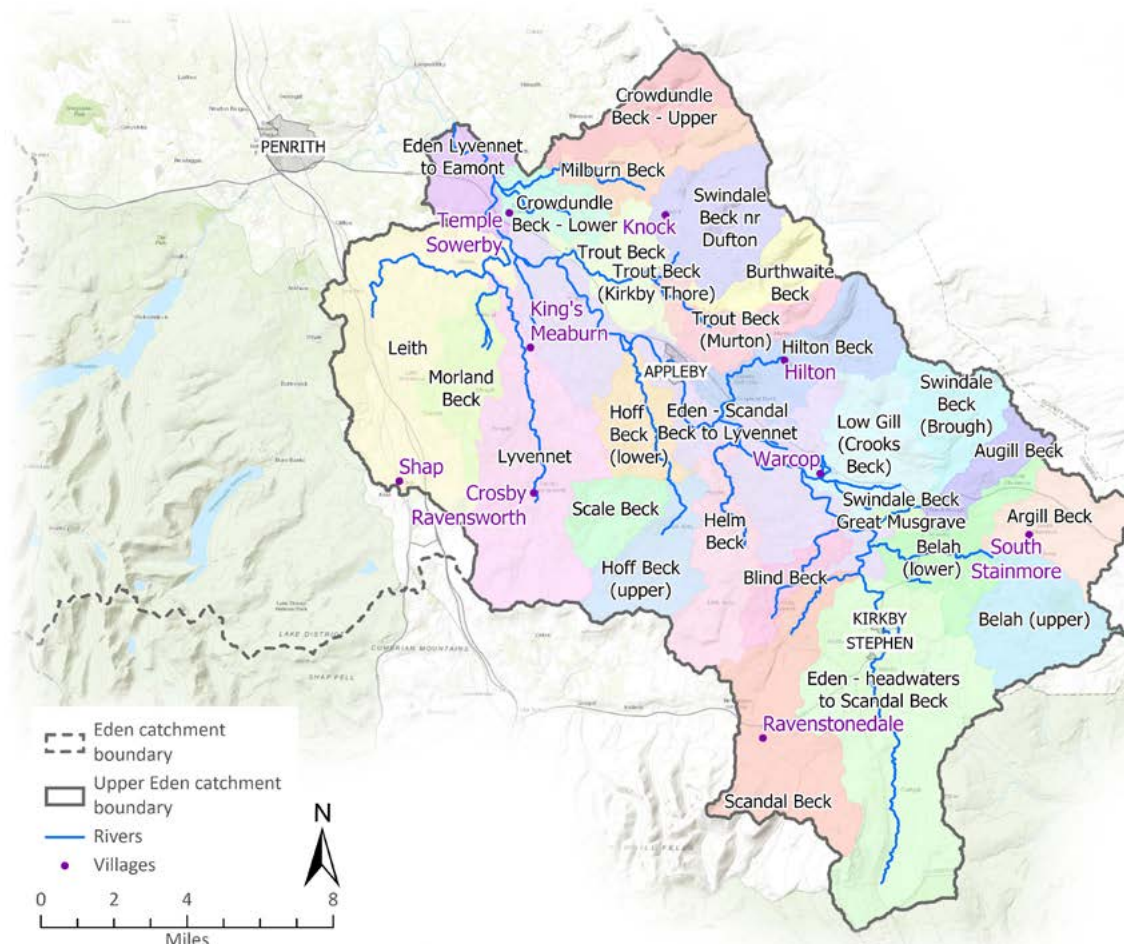 Crowdundle
Beck - Upper
PENRITH
Eden Lyvennet
to Eamont
Milburn Beck
Crowdundle
Beck - Lower
Temple
Sowerby
Knock
Swindale
Beck nr
Dufton
Trout Beck
Trout Beck
(Kirkby Thore)
Burthwaite
Beck
King's
Meaburn
Trout Beck
(Murton)
Hilton Beck
Hilton
Leith
Morland
Beck
APPLEBY
Swindale
Beck
(Brough)
Hoff
Beck
(lower)
Eden - Scandal
Beck to Lyvennet
Low Gill
(Crooks
Beck)
Augill Beck
Lyvennet
Warcop
Shap
Crosby
Ravensworth
Scale Beck
Helm
Beck
Swindale Beck
Great Musgrave
Argill Beck
Belah
(lower)
South
Stainmore
Hoff Beck
(upper)
Blind Beck
KIRKBY
STEPHEN
Belah (upper)
LAKE DISTRICT
CUMBRIAN MOUNTAINS
SHAP FELL
Eden - headwaters
to Scandal Beck
Ravenstonedale
Scandal Beck
Eden catchment
boundary
Upper Eden catchment
boundary
Rivers
Villages
N
0 2 4 8
Miles